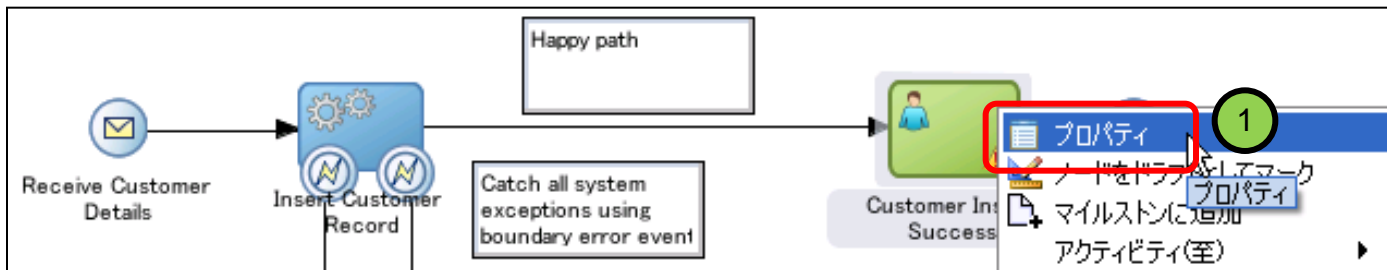 Happy path
プロパティ
1
ノードをドラフトしてマーク
プロパティ
マイルストンに追加
アクティビティ(至)
Receive Customer
Details
Insert Customer
Record
Catch all system
exceptions using
boundary error event
Customer Ins
Success